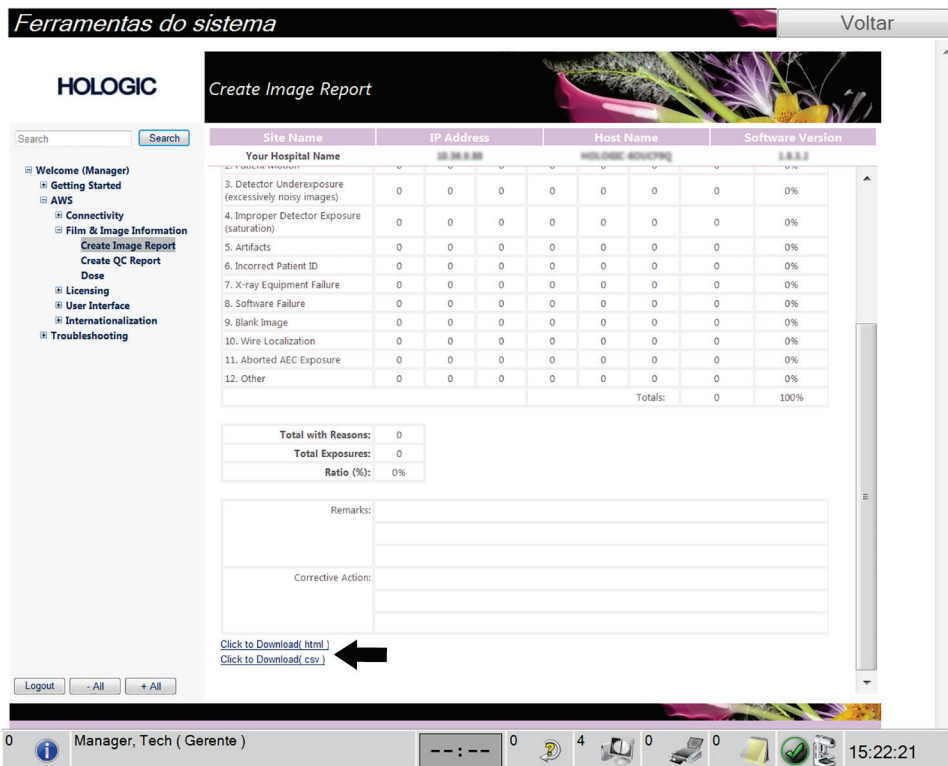 Ferramentas do sistema
Voltar
HOLOGIC
Create Image Report
Search
Search
Site Name IP Address Host Name Software Version
Your Hospital Name
Welcome (Manager)
Getting Started
AWS
Connectivity
Film & Image Information
Create Image Report
Create QC Report
Dose
Licensing
User Interface
Internationalization
Troubleshooting
3. Detector Underexposure
(excessively noisy images) 0 0 0 0 0 0 0 0%
4. Improper Detector Exposure
(saturation) 0 0 0 0 0 0 0 0%
5. Artifacts 0 0 0 0 0 0 0 0%
6. Incorrect Patient ID 0 0 0 0 0 0 0 0%
7. X-ray Equipment Failure 0 0 0 0 0 0 0 0%
8. Software Failure 0 0 0 0 0 0 0 0%
9. Blank Image 0 0 0 0 0 0 0 0%
10. Wire Localization 0 0 0 0 0 0 0 0%
11. Aborted AEC Exposure 0 0 0 0 0 0 0 0%
12. Other 0 0 0 0 0 0 0 0%
Totals: 0 100%
Total with Reasons: 0
Total Exposures: 0
Ratio (%): 0%
Remarks:
Corrective Action:
Click to Download( html )
Click to Download( csv )
Logout - All + All
0 Manager, Tech ( Gerente ) --:-- 0 4 0 0 15:22:21